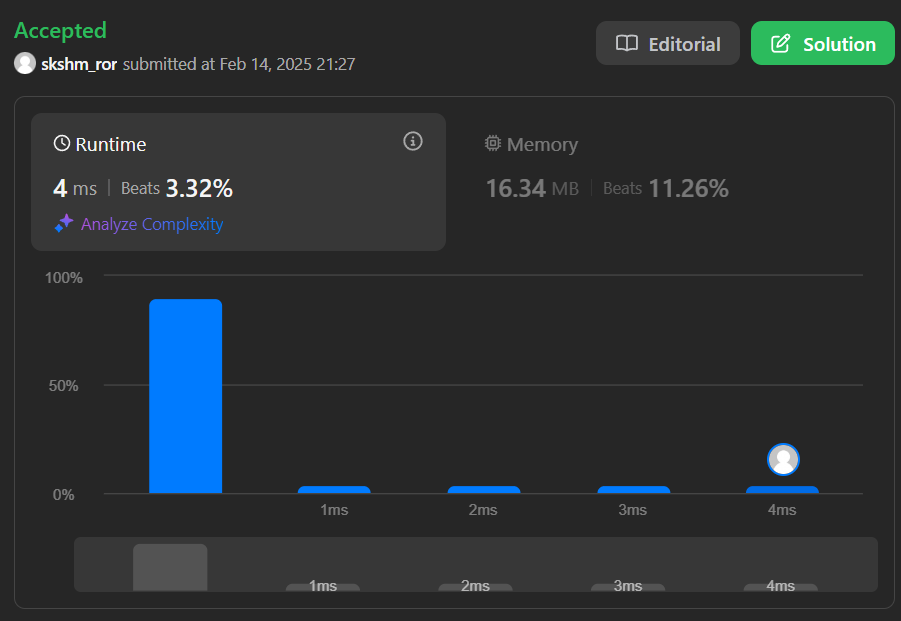 Accepted
Editorial
Solution
skshm_ror submitted at Feb 14, 2025 21:27
Runtime
Memory
4 ms | Beats 3.32%
16.34 MB | Beats 11.26%
Analyze Complexity
100%
50%
0%
1ms 2ms 3ms 4ms
1ms 2ms 3ms 4ms